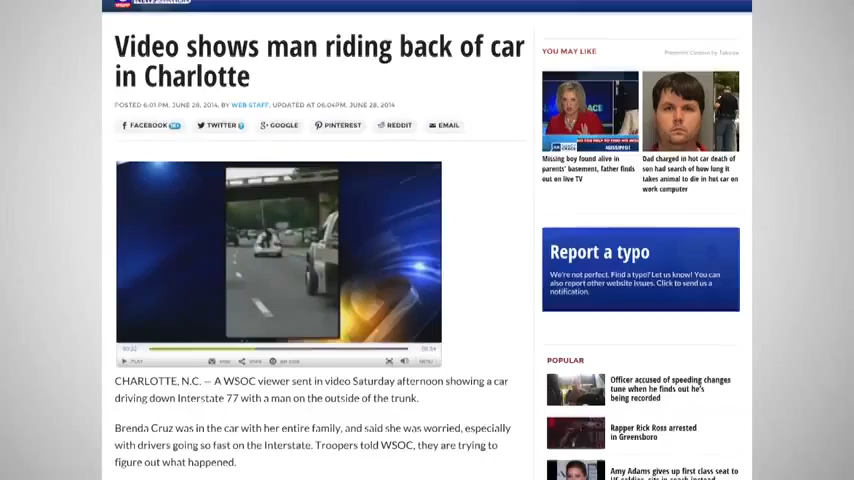 Video shows man riding back of car
in Charlotte
POSTED 6:01 PM, JUNE 28, 2014, BY WEB STAFF, UPDATED AT 06:04PM, JUNE 28, 2014
FACEBOOK TWITTER GOOGLE PINTEREST REDDIT EMAIL
PLAY
MENU
CHARLOTTE, N.C. — A WSOC viewer sent in video Saturday afternoon showing a car
driving down Interstate 77 with a man on the outside of the trunk.
Brenda Cruz was in the car with her entire family, and said she was worried, especially
with drivers going so fast on the Interstate. Troopers told WSOC, they are trying to
figure out what happened.
YOU MAY LIKE
Missing boy found alive in
parents' basement, father finds
out on live TV
Dad charged in hot car death of
son had search of how long it
takes animal to die in hot car on
work computer
Report a typo
We're not perfect. Find a typo? Let us know! You can
also report other website issues. Click to send us a
notification.
POPULAR
Officer accused of speeding changes
tune when he finds out he's
being recorded
Rapper Rick Ross arrested
in Greensboro
Amy Adams gives up first class seat to